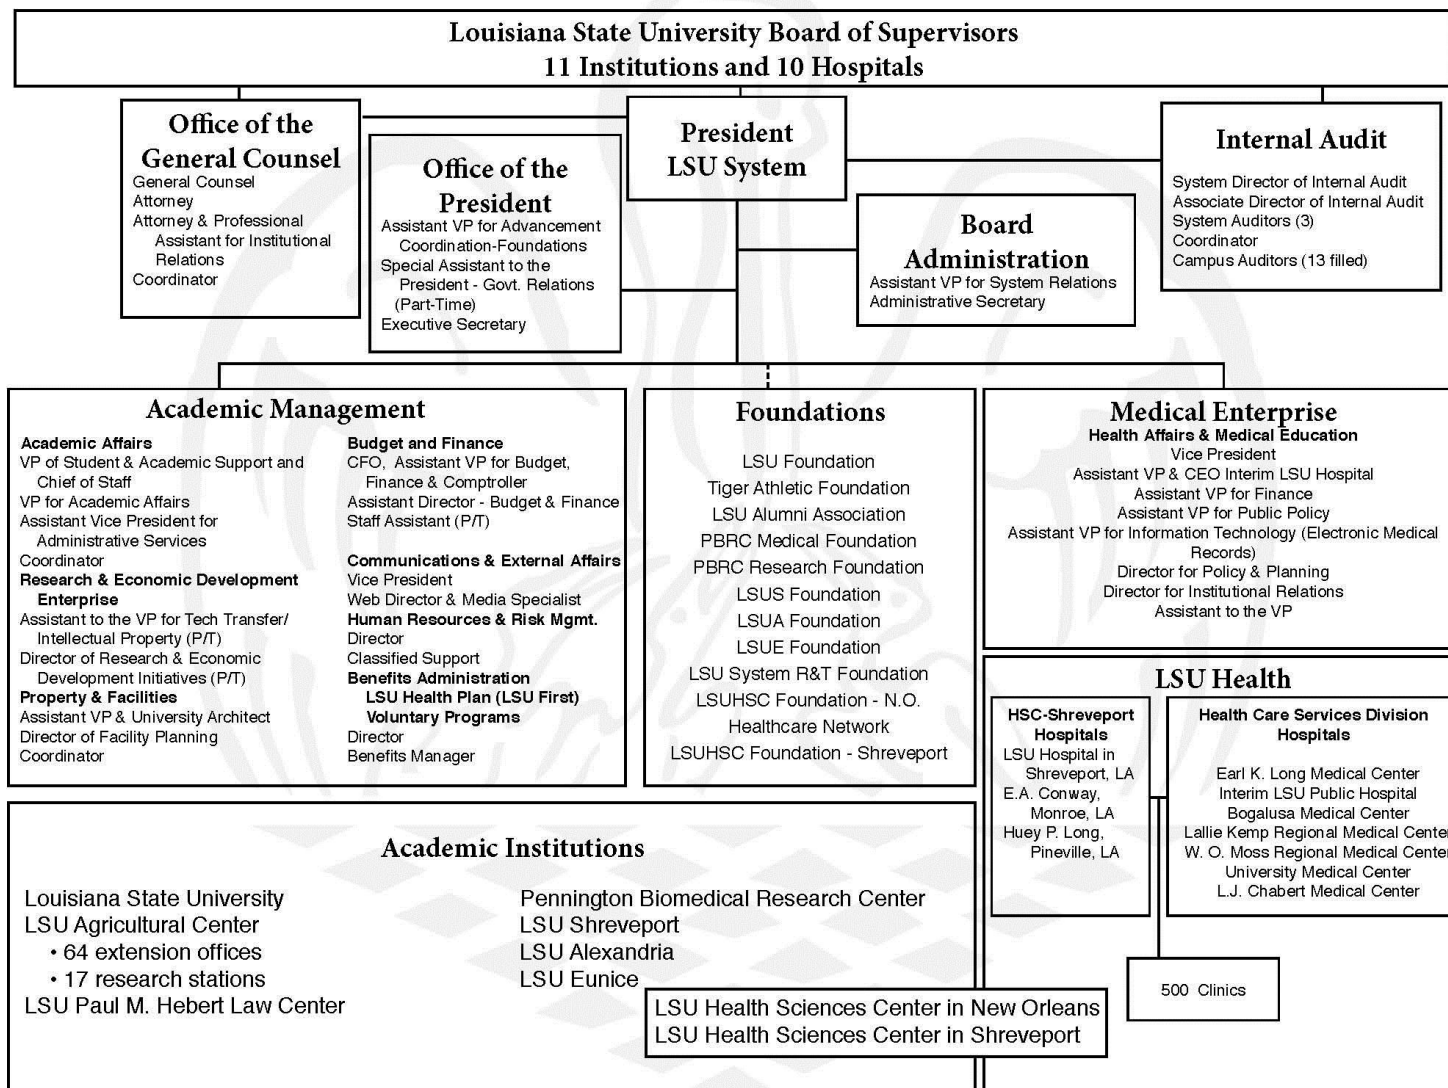 Louisiana State University Board of Supervisors
11 Institutions and 10 Hospitals
Office of the
General Counsel
General Counsel
Attorney
Attorney & Professional
Assistant for Institutional
Relations
Coordinator
Office of the
President
Assistant VP for Advancement
Coordination-Foundations
Special Assistant to the
President - Govt. Relations
(Part-Time)
Executive Secretary
President
LSU System
Board
Administration
Assistant VP for System Relations
Administrative Secretary
Internal Audit
System Director of Internal Audit
Associate Director of Internal Audit
System Auditors (3)
Coordinator
Campus Auditors (13 filled)
Academic Management
Academic Affairs
VP of Student & Academic Support and
Chief of Staff
VP for Academic Affairs
Assistant Vice President for
Administrative Services
Coordinator
Research & Economic Development
Enterprise
Assistant to the VP for Tech Transfer/
Intellectual Property (P/T)
Director of Research & Economic
Development Initiatives (P/T)
Property & Facilities
Assistant VP & University Architect
Director of Facility Planning
Coordinator
Budget and Finance
CFO, Assistant VP for Budget,
Finance & Comptroller
Assistant Director - Budget & Finance
Staff Assistant (P/T)
Communications & External Affairs
Vice President
Web Director & Media Specialist
Human Resources & Risk Mgmt.
Director
Classified Support
Benefits Administration
LSU Health Plan (LSU First)
Voluntary Programs
Director
Benefits Manager
Foundations
LSU Foundation
Tiger Athletic Foundation
LSU Alumni Association
PBRC Medical Foundation
PBRC Research Foundation
LSUS Foundation
LSUA Foundation
LSUE Foundation
LSU System R&T Foundation
LSUHSC Foundation - N.O.
Healthcare Network
LSUHSC Foundation - Shreveport
Medical Enterprise
Health Affairs & Medical Education
Vice President
Assistant VP & CEO Interim LSU Hospital
Assistant VP for Finance
Assistant VP for Public Policy
Assistant VP for Information Technology (Electronic Medical
Records)
Director for Policy & Planning
Director for Institutional Relations
Assistant to the VP
LSU Health
HSC-Shreveport
Hospitals
LSU Hospital in
Shreveport, LA
E.A. Conway,
Monroe, LA
Huey P. Long,
Pineville, LA
Health Care Services Division
Hospitals
Earl K. Long Medical Center
Interim LSU Public Hospital
Bogalusa Medical Center
Lallie Kemp Regional Medical Center
W. O. Moss Regional Medical Center
University Medical Center
L.J. Chabert Medical Center
500 Clinics
Academic Institutions
Louisiana State University
LSU Agricultural Center
• 64 extension offices
• 17 research stations
LSU Paul M. Hebert Law Center
Pennington Biomedical Research Center
LSU Shreveport
LSU Alexandria
LSU Eunice
LSU Health Sciences Center in New Orleans
LSU Health Sciences Center in Shreveport